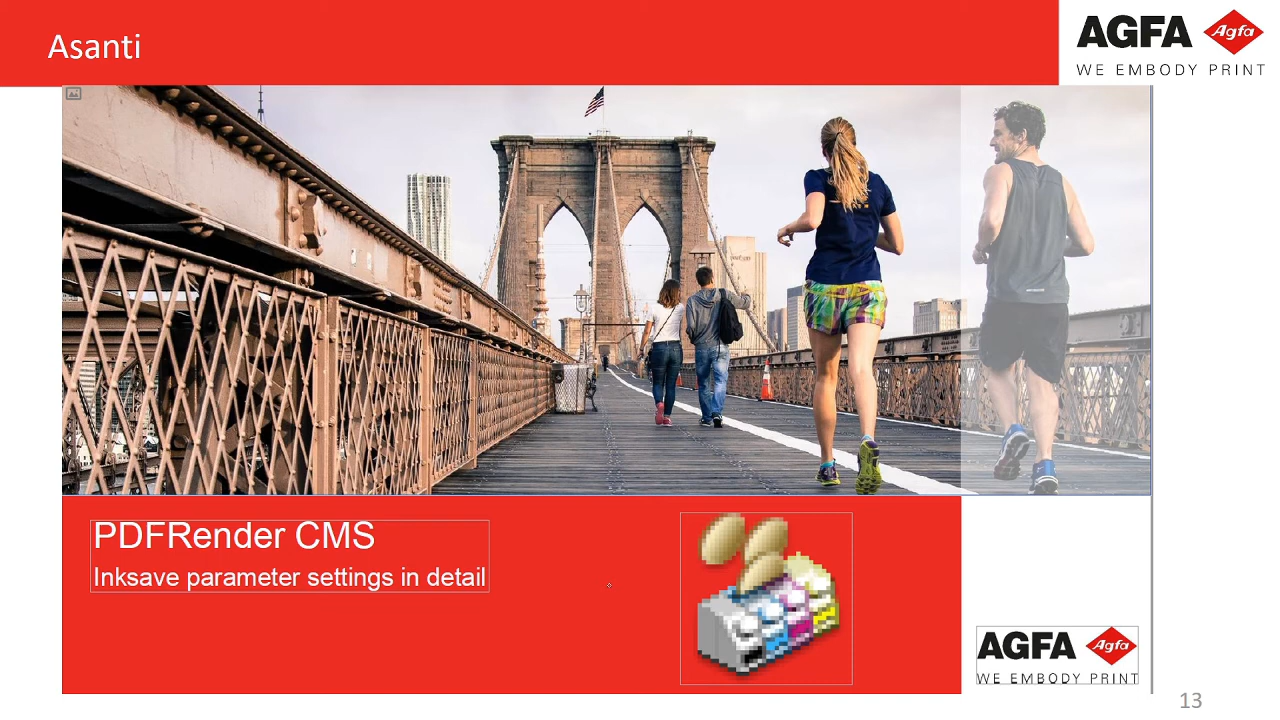 Asanti
AGFA Agfa
WE EMBODY PRINT
PDFRender CMS
Inksave parameter settings in detail
AGFA Agfa
WE EMBODY PRINT
13